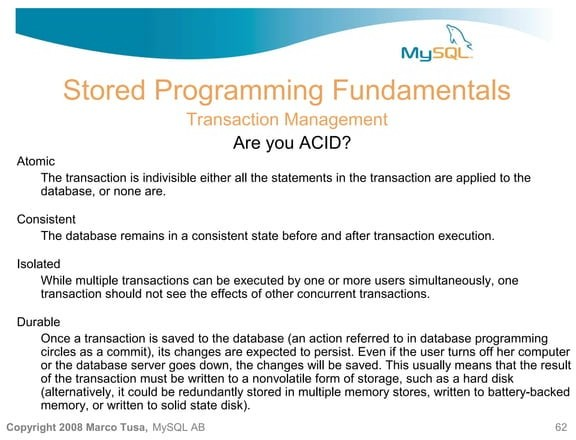 MySQL
Stored Programming Fundamentals
Transaction Management
Are you ACID?
Atomic
The transaction is indivisible either all the statements in the transaction are applied to the
database, or none are.
Consistent
The database remains in a consistent state before and after transaction execution.
Isolated
While multiple transactions can be executed by one or more users simultaneously, one
transaction should not see the effects of other concurrent transactions.
Durable
Once a transaction is saved to the database (an action referred to in database programming
circles as a commit), its changes are expected to persist. Even if the user turns off her computer
or the database server goes down, the changes will be saved. This usually means that the result
of the transaction must be written to a nonvolatile form of storage, such as a hard disk
(alternatively, it could be redundantly stored in multiple memory stores, written to battery-backed
memory, or written to solid state disk).
Copyright 2008 Marco Tusa, MySQL AB 62